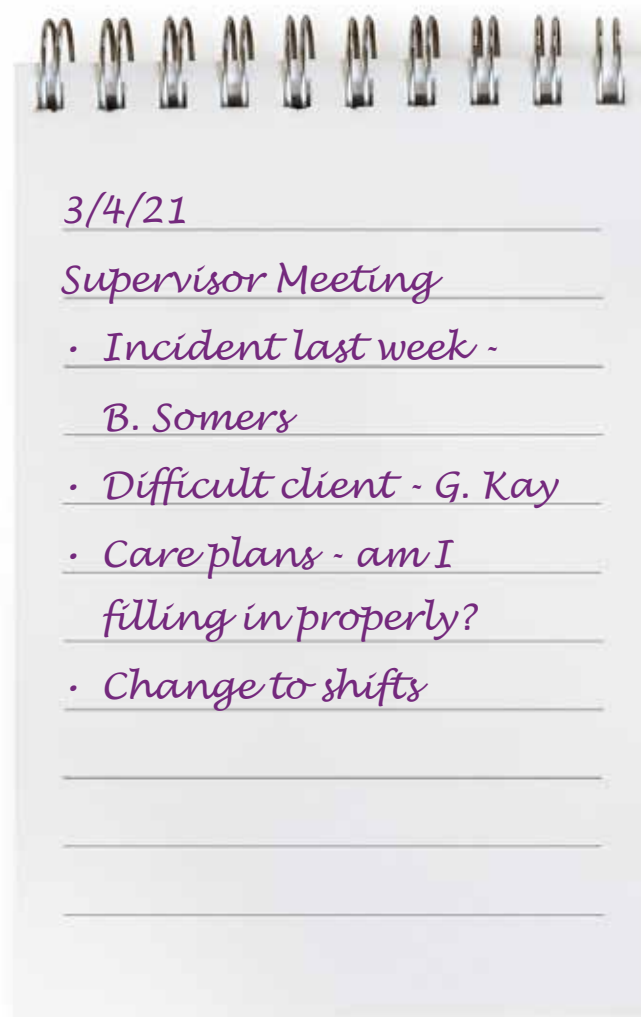 3/4/21
Supervisor Meeting
• Incident last week -
B. Somers
• Difficult client - G. Kay
• Care plans - am I
filling in properly?
• Change to shifts